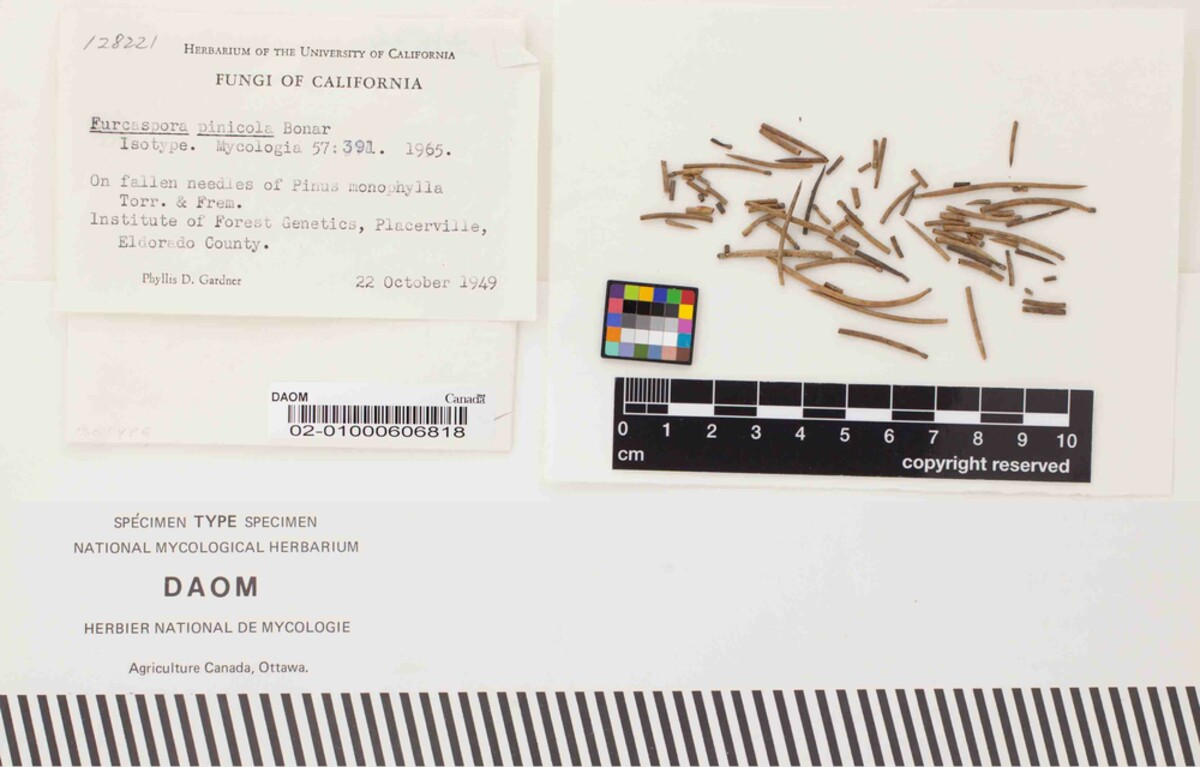 128221
HERBARIUM OF THE UNIVERSITY OF CALIFORNIA
FUNGI OF CALIFORNIA
Furcaspora pinicola Bonar
Isotype. Mycologia 57:391. 1965.
On fallen needles of Pinus monophylla
Torr. & Frem.
Institute of Forest Genetics, Placerville,
Eldorado County.
Phyllis D. Gardner 22 October 1949
DAOM Canada
02-01000606818
SPÉCIMEN TYPE SPECIMEN
NATIONAL MYCOLOGICAL HERBARIUM
DAOM
HERBIER NATIONAL DE MYCOLOGIE
Agriculture Canada, Ottawa.
0 1 2 3 4 5 6 7 8 9 10
cm
copyright reserved